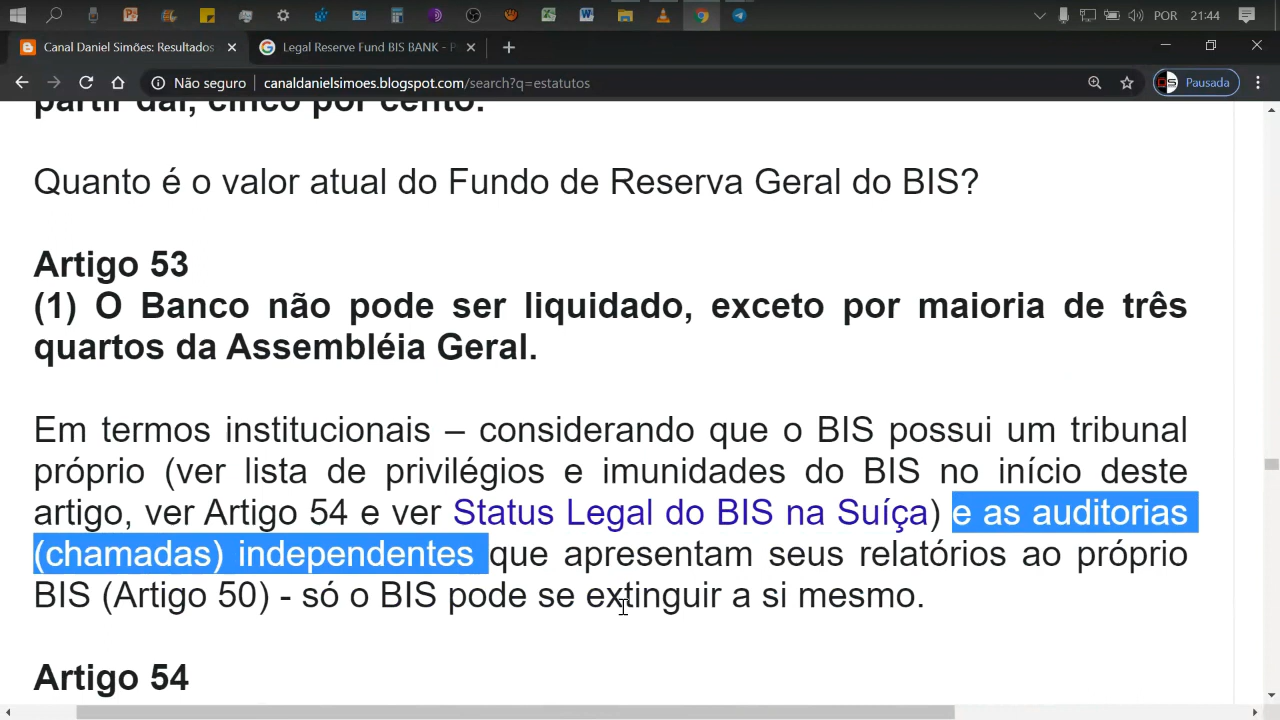 POR 21:44
Canal Daniel Simões: Resultados
Legal Reserve Fund BIS BANK - P
Não seguro canaldanielsimoes.blogspot.com/search?q=estatutos
Pausada
partir daí, cinco por cento.
Quanto é o valor atual do Fundo de Reserva Geral do BIS?
Artigo 53
(1) O Banco não pode ser liquidado, exceto por maioria de três
quartos da Assembléia Geral.
Em termos institucionais – considerando que o BIS possui um tribunal
próprio (ver lista de privilégios e imunidades do BIS no início deste
artigo, ver Artigo 54 e ver Status Legal do BIS na Suíça) e as auditorias
(chamadas) independentes que apresentam seus relatórios ao próprio
BIS (Artigo 50) - só o BIS pode se extinguir a si mesmo.
Artigo 54